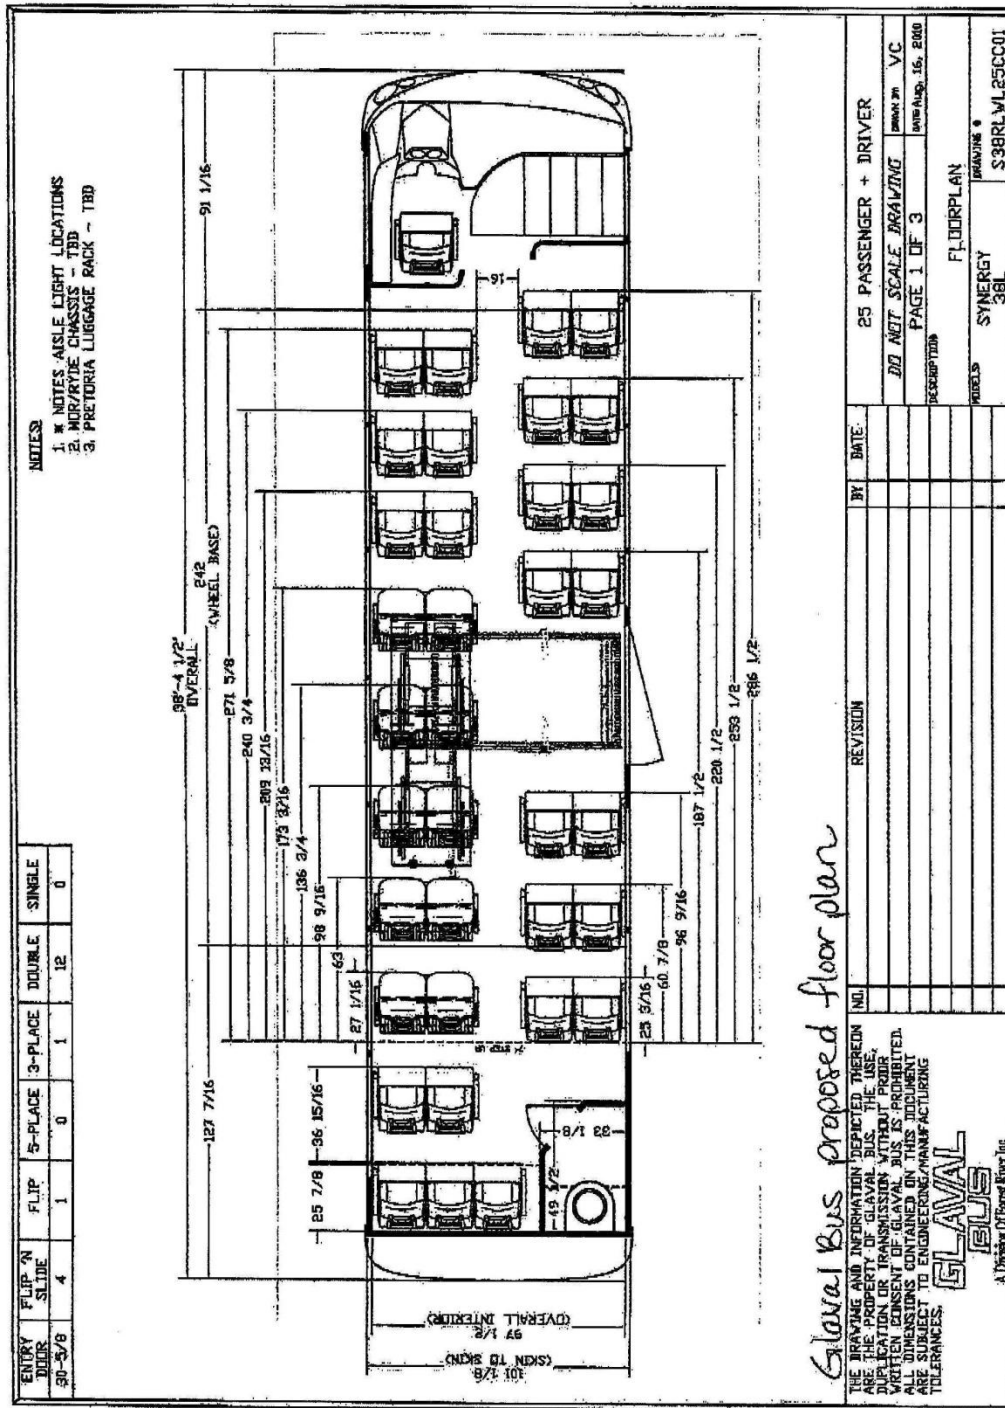 ENTRY DOOR	FLIP 'N SLIDE	FLIP	5-PLACE	3-PLACE	DOUBLE	SINGLE
30-5/8	4	1	0	1	12	0
NOTES:
1. * NOTES AISLE LIGHT LOCATIONS
2. MOR/RYDE CHASSIS - TBD
3. PRETORIA LUGGAGE RACK - TBD
38'-4 1/2"
OVERALL
127 7/16
242
(WHEEL BASE)
91 1/16
271 5/8
240 3/4
209 13/16
173 3/16
136 3/4
98 9/16
63
27 1/16
36 15/16
25 7/8
16
33 1/8
49 1/2
97 1/2
(OVERALL INTERIOR)
101 1/8
(SKIN TO SKIN)
25 3/16
60 7/8
96 9/16
187 1/2
220 1/2
253 1/2
286 1/2
Glaval Bus proposed floor plan
THE DRAWING AND INFORMATION DEPICTED THEREON
ARE THE PROPERTY OF GLAVAL BUS. THE USE,
DUPLICATION OR TRANSMISSION WITHOUT PRIOR
WRITTEN CONSENT OF GLAVAL BUS IS PROHIBITED.
ALL DIMENSIONS CONTAINED ON THIS DOCUMENT
ARE SUBJECT TO ENGINEERING/MANUFACTURING
TOLERANCES.
GLAVAL
BUS
A Division Of Forest River Inc
NO.	REVISION	BY	DATE
25 PASSENGER + DRIVER
DO NOT SCALE DRAWING
DRAWN BY VC
PAGE 1 OF 3
DATE Aug. 16, 2010
DESCRIPTION
FLOORPLAN
MODELS
SYNERGY
38L
DRAWING #
S38RLWL25CC01